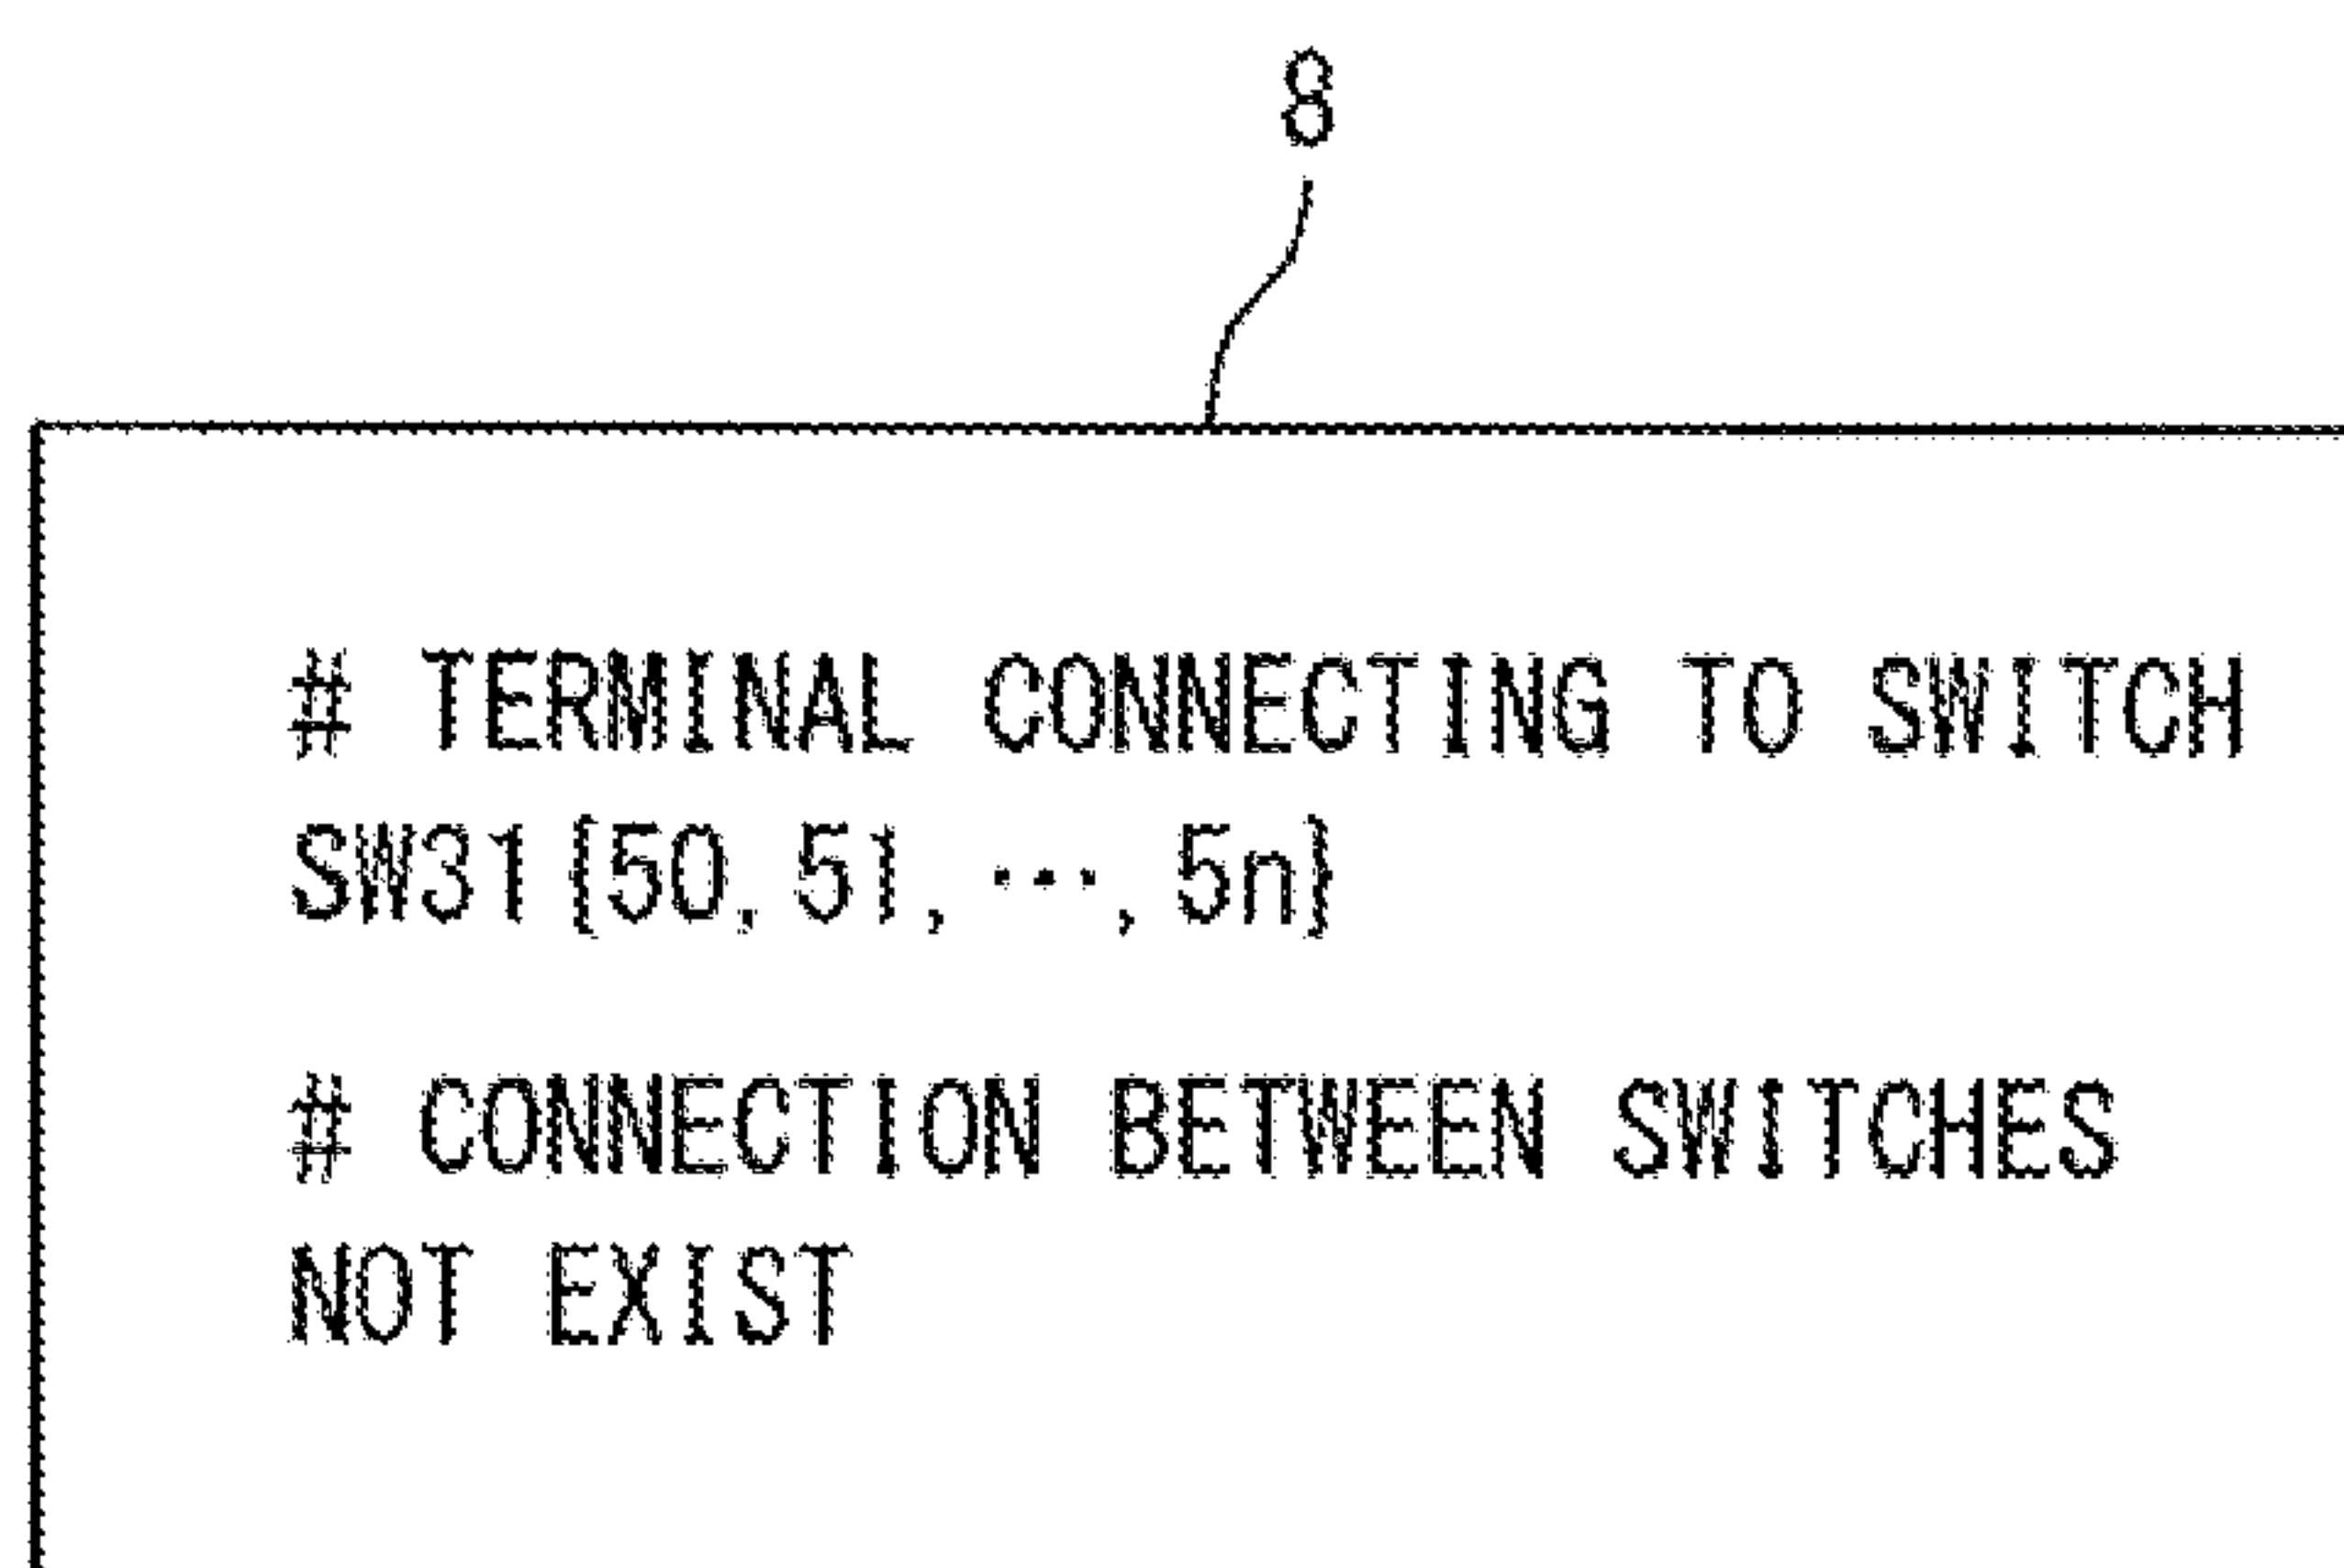 8
# TERMINAL CONNECTING TO SWITCH
SW31{50, 51, ···, 5n}
# CONNECTION BETWEEN SWITCHES
NOT EXIST